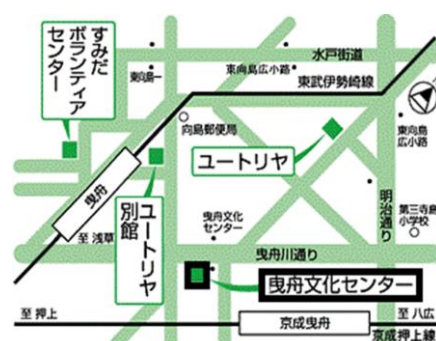 すみだ
ボランティア
センター
東向島一
水戸街道
東向島広小路
東武伊勢崎線
向島郵便局
ユートリヤ
東向島
広小路
曳舟
ユートリヤ
別館
至 浅草
曳舟文化
センター
明治通り
第三寺島
小学校
曳舟川通り
曳舟文化センター
至 押上
京成曳舟
至 八広
京成押上線